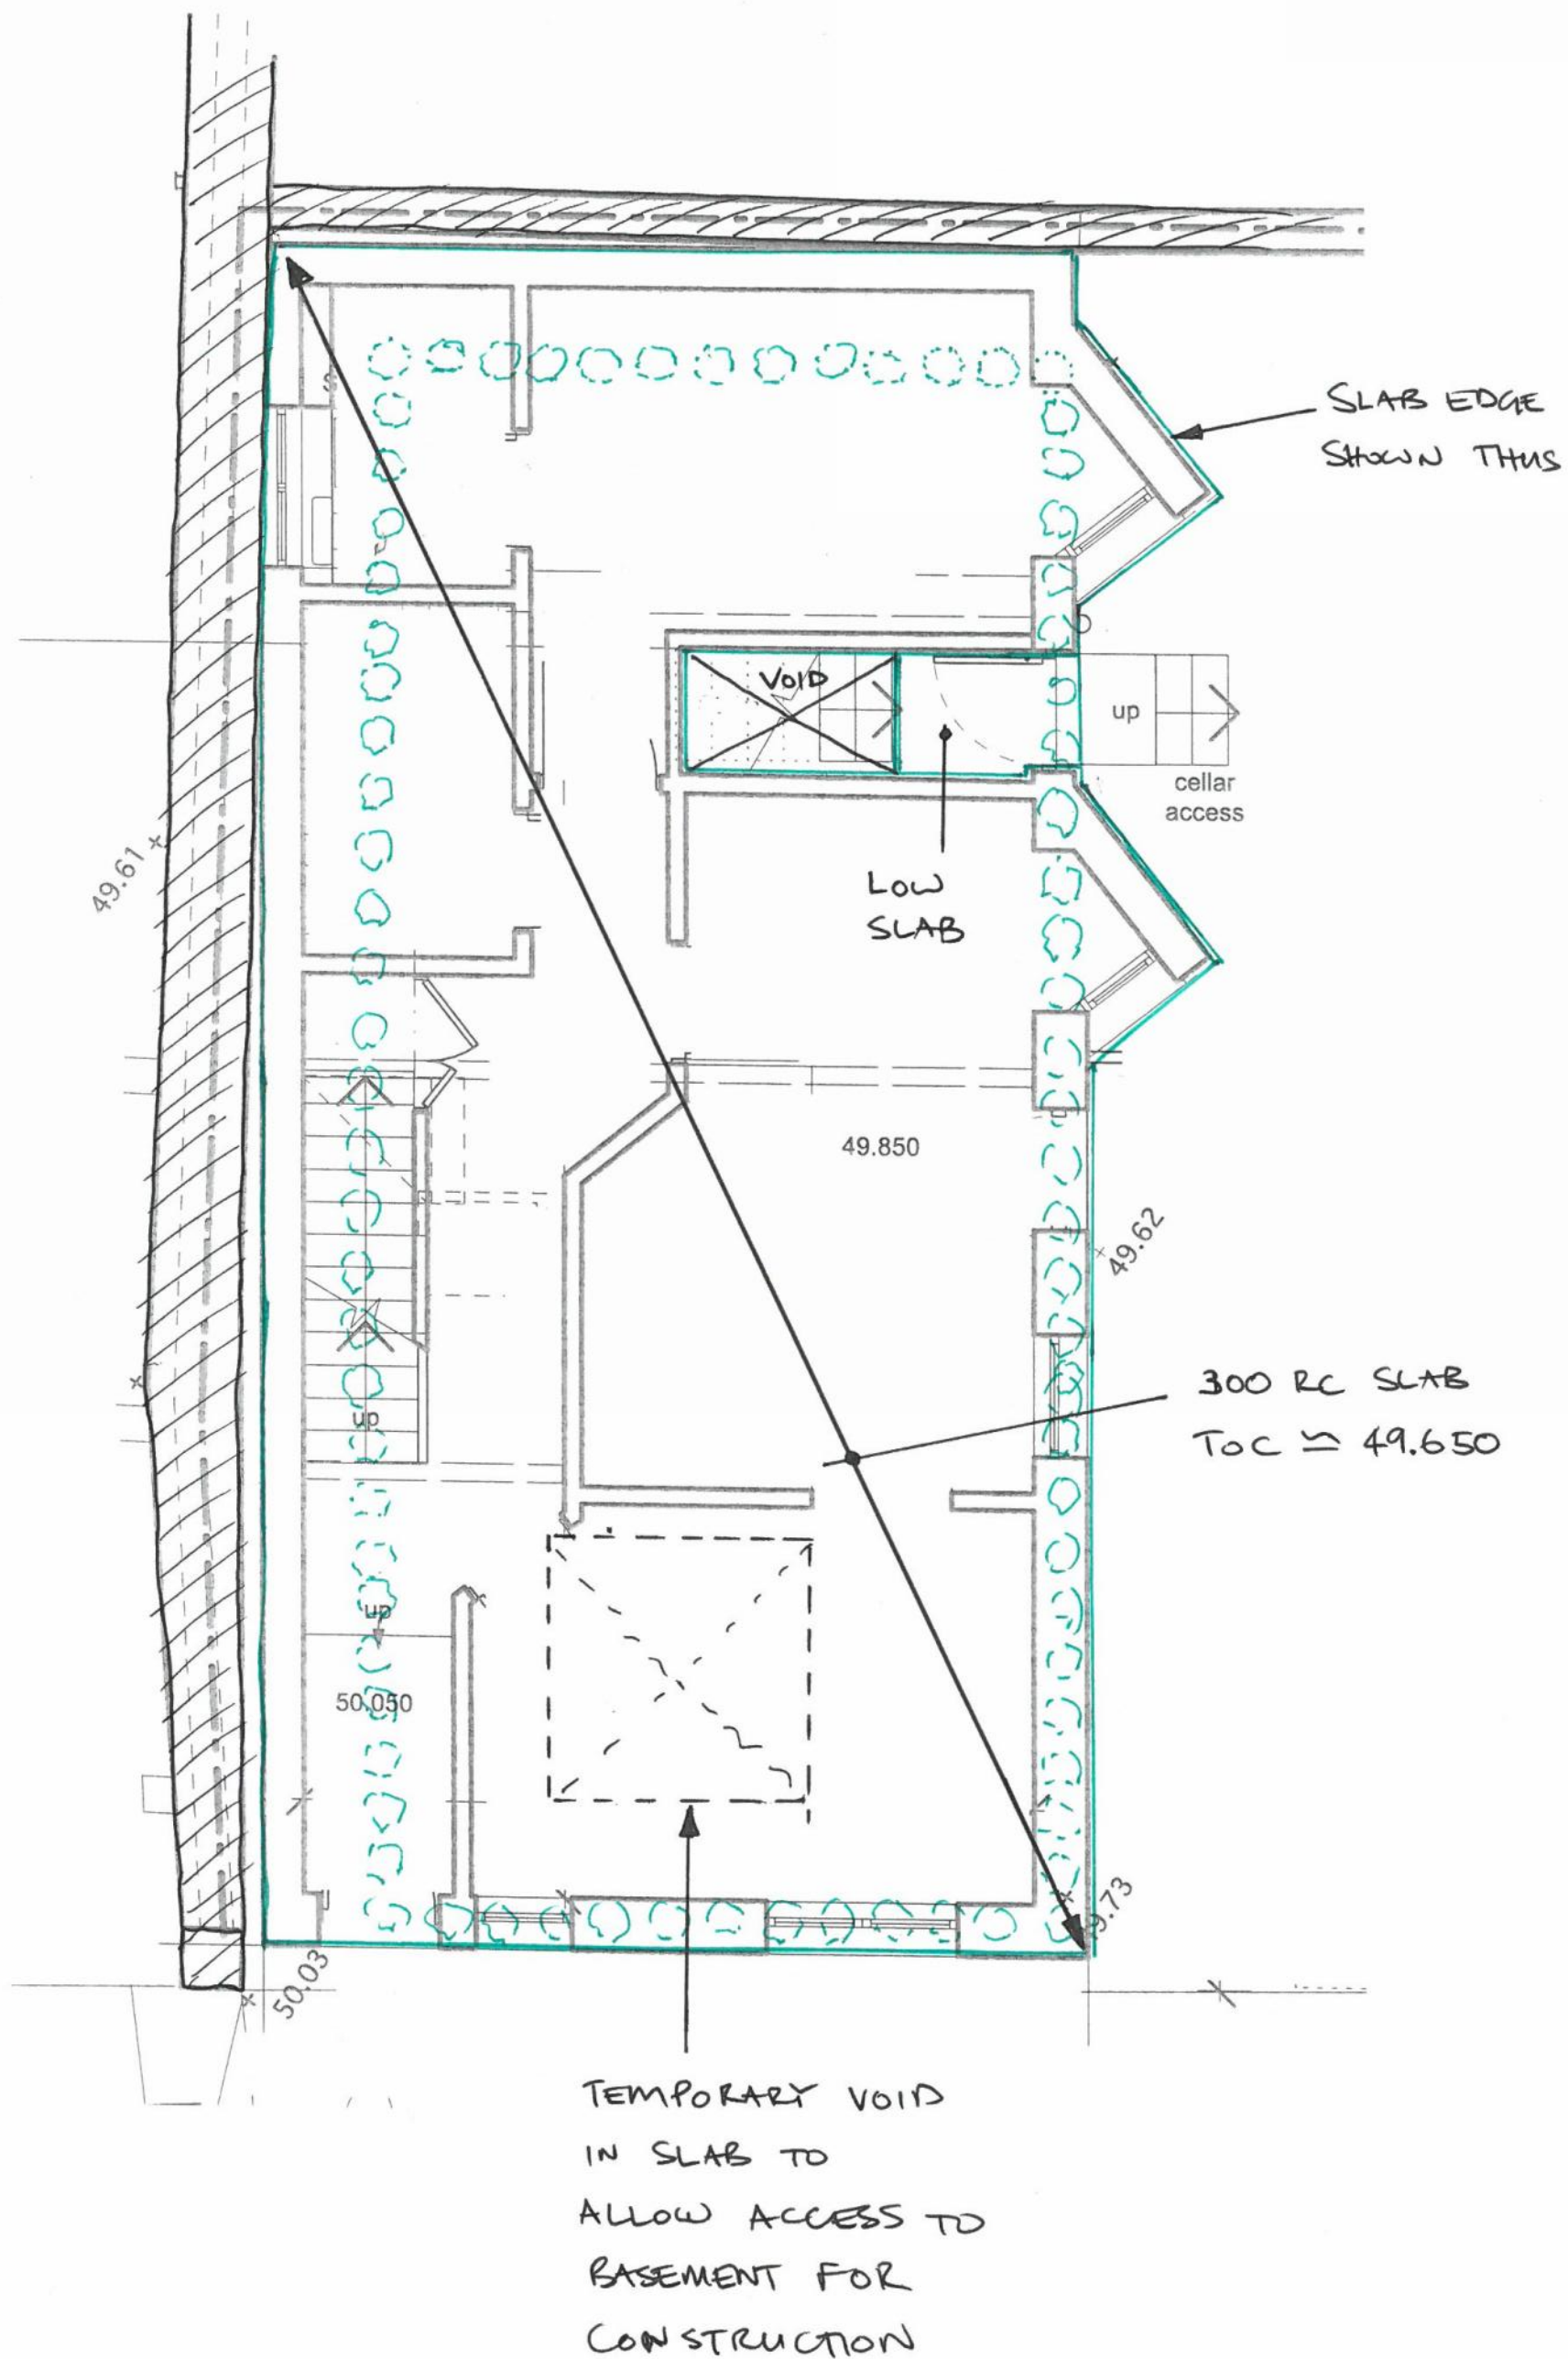 SLAB EDGE
SHOWN THUS
VOID
up
cellar
access
LOW
SLAB
49.61
49.850
49.62
300 RC SLAB
TOC ≃ 49.650
up
up
50.050
9.73
50.03
TEMPORARY VOID
IN SLAB TO
ALLOW ACCESS TO
BASEMENT FOR
CONSTRUCTION